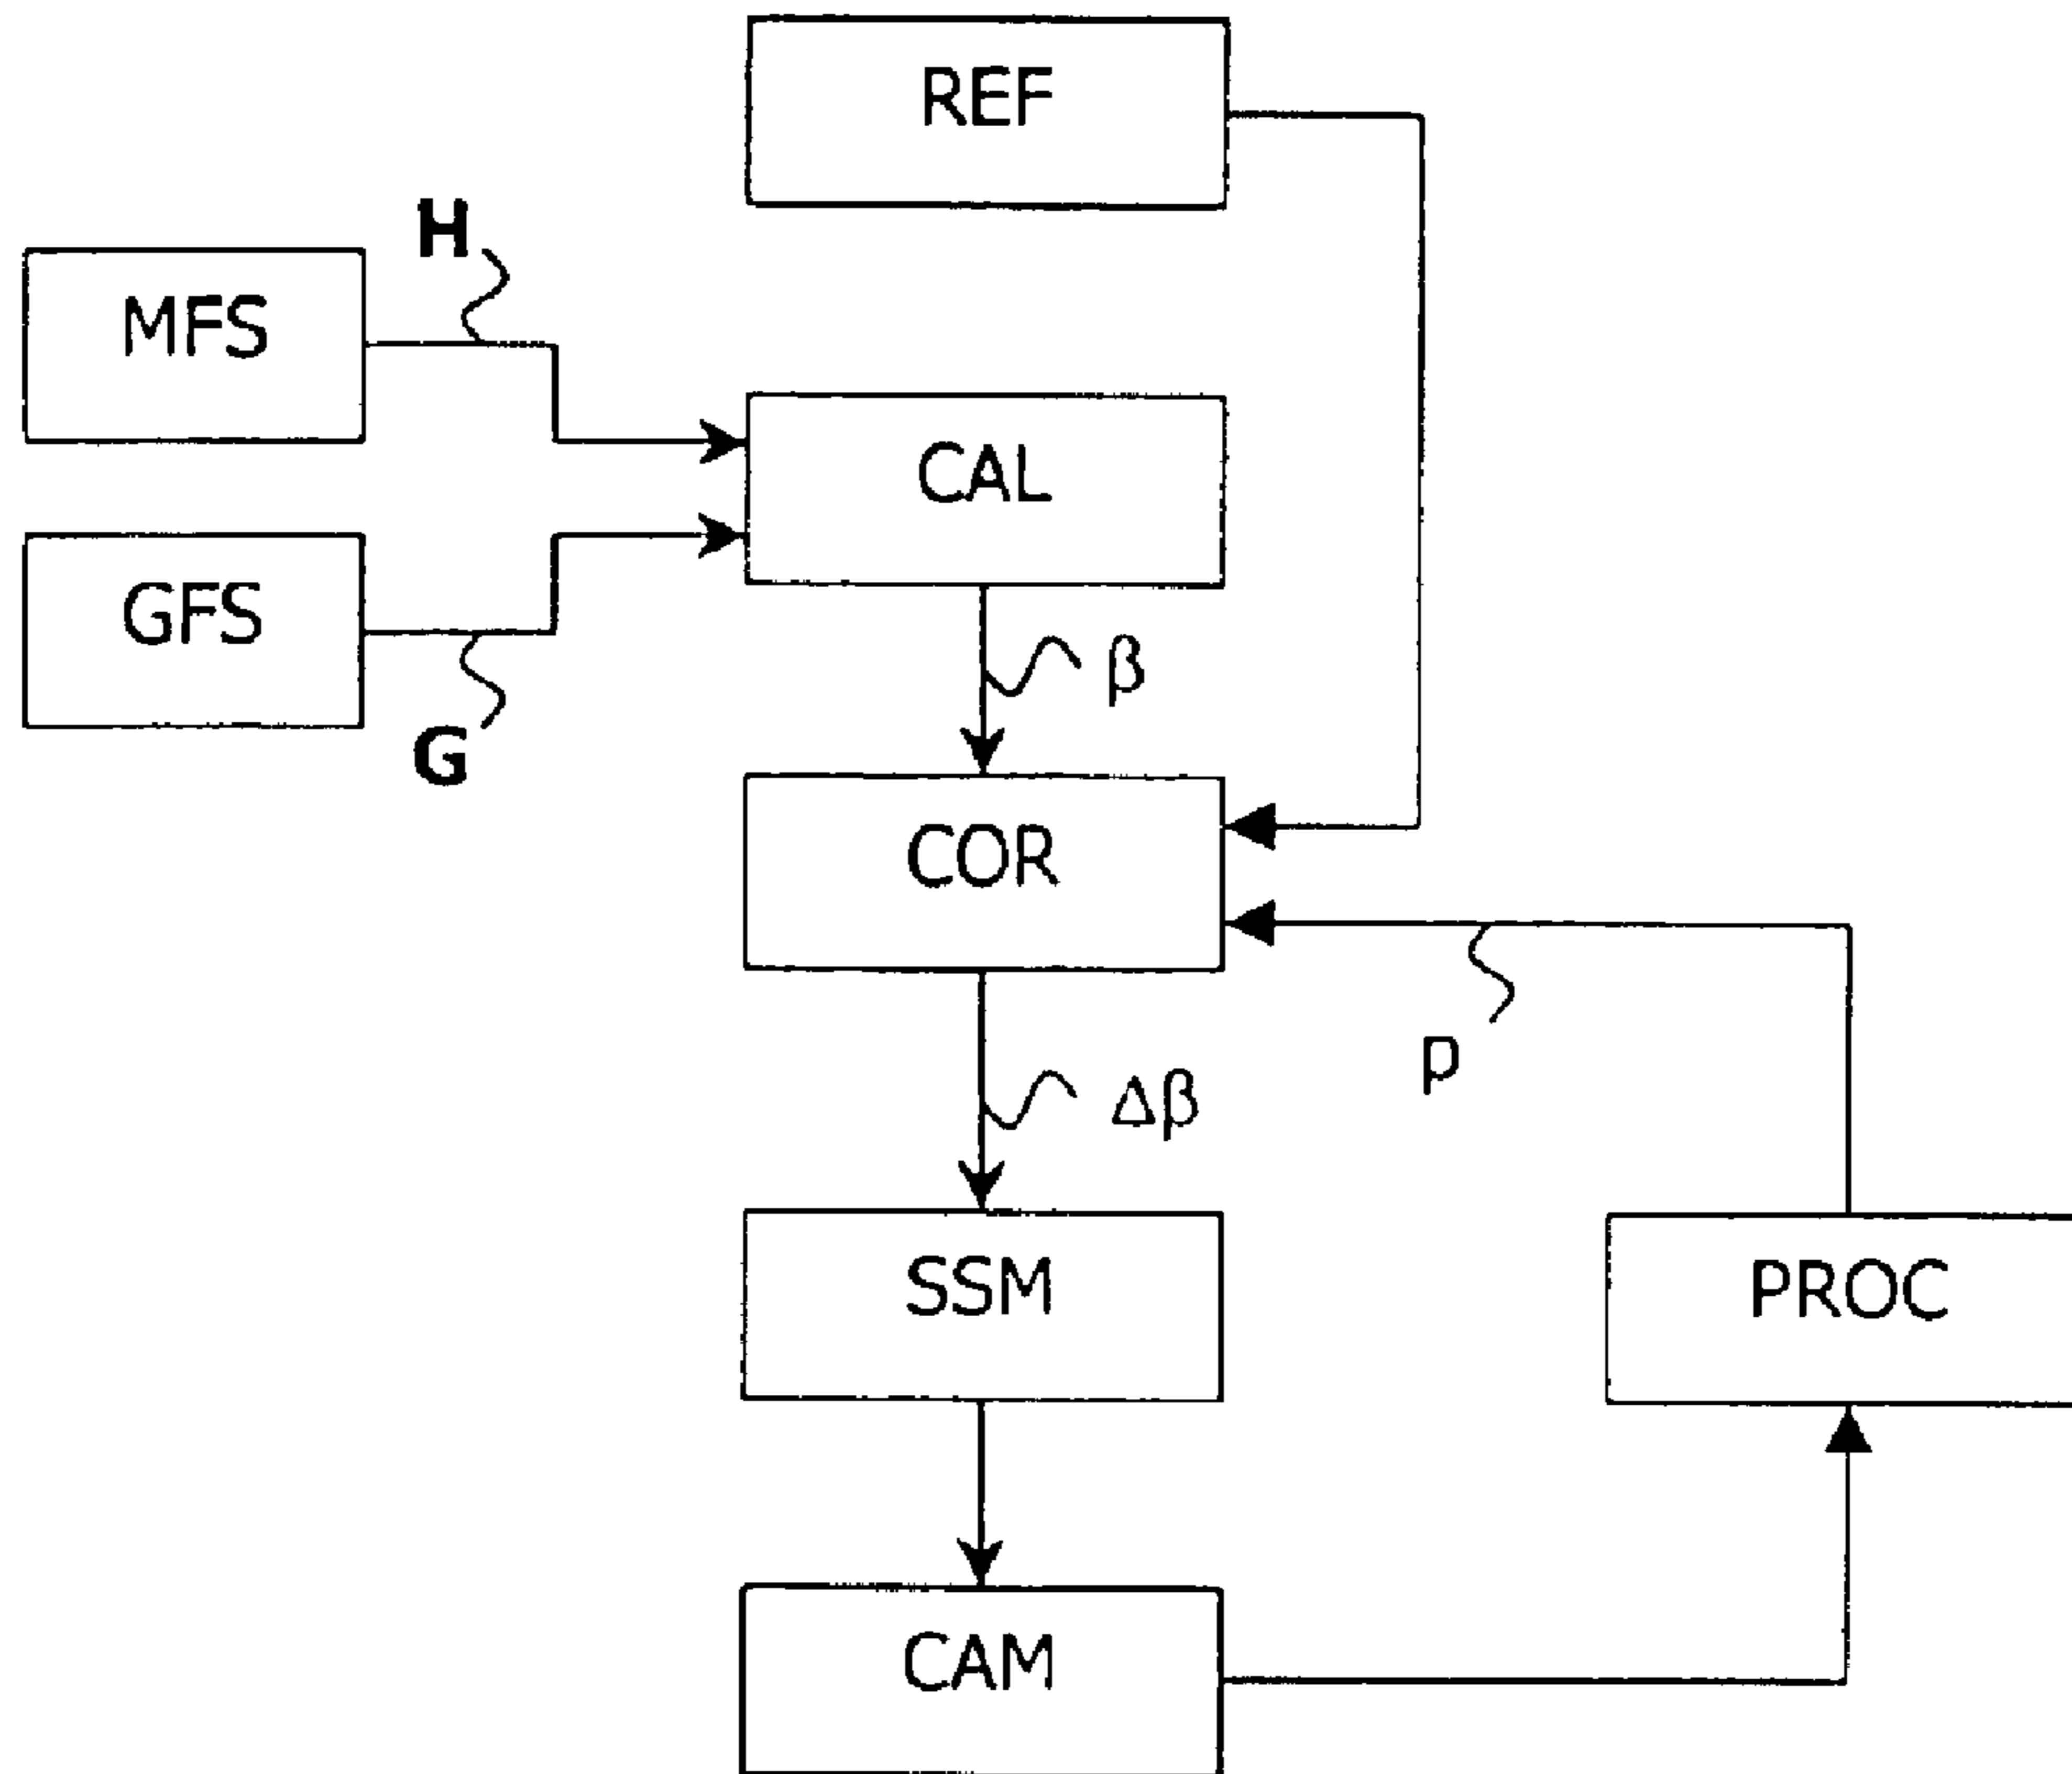 REF
H
MFS
CAL
GFS
β
G
COR
p
Δβ
SSM
PROC
CAM